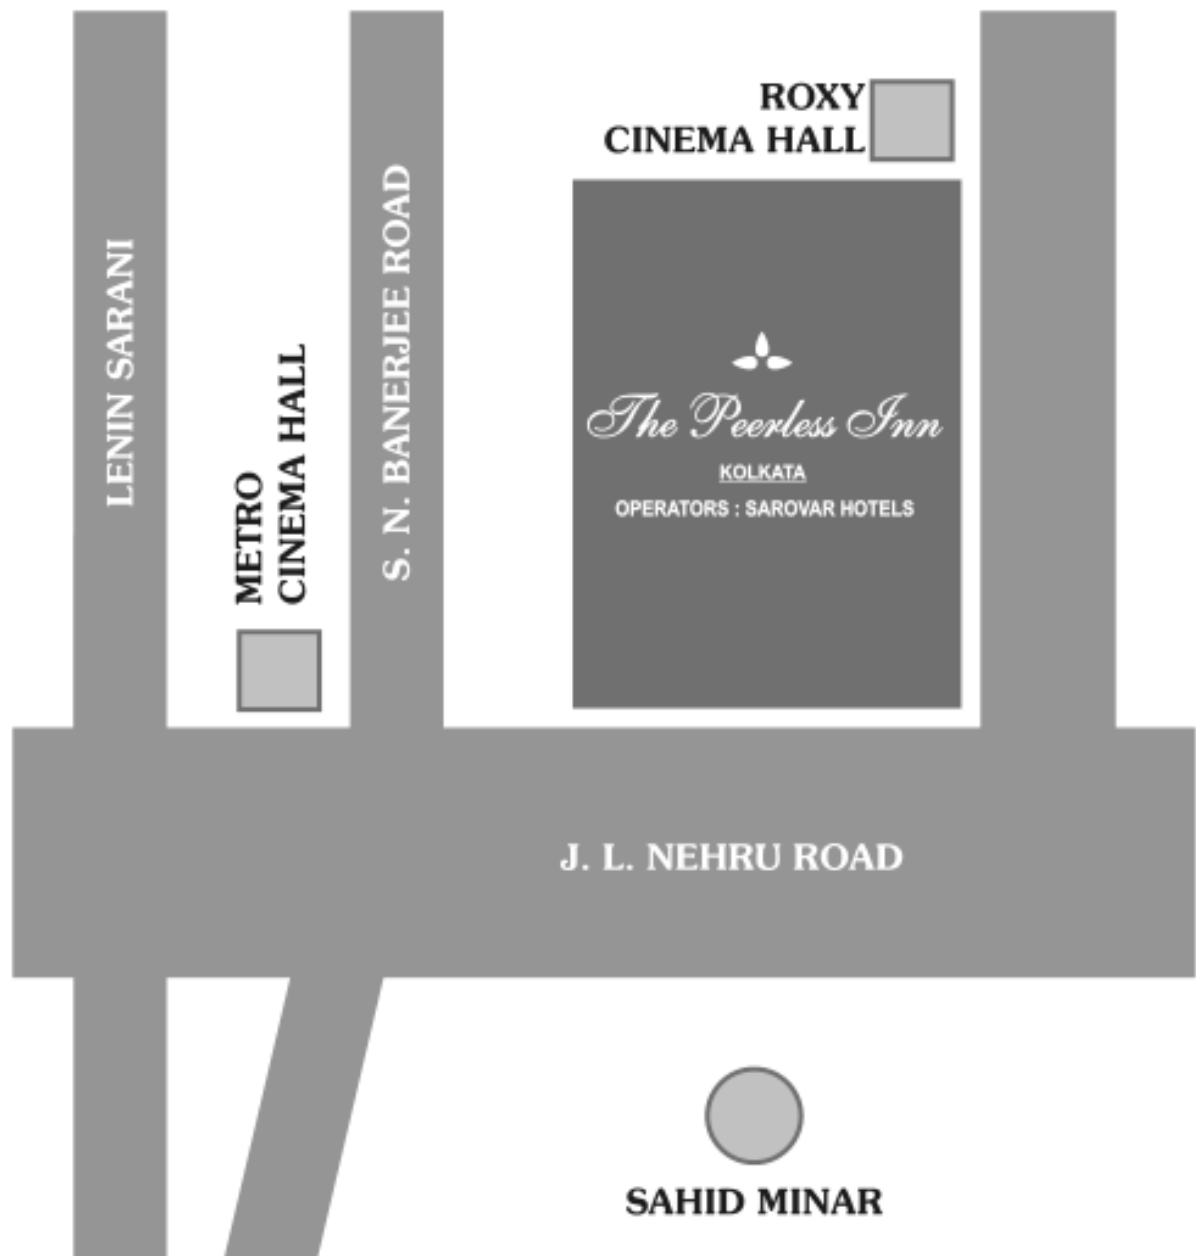 ROXY
CINEMA HALL
LENIN SARANI
METRO
CINEMA HALL
S. N. BANERJEE ROAD
The Peerless Inn
KOLKATA
OPERATORS : SAROVAR HOTELS
J. L. NEHRU ROAD
SAHID MINAR